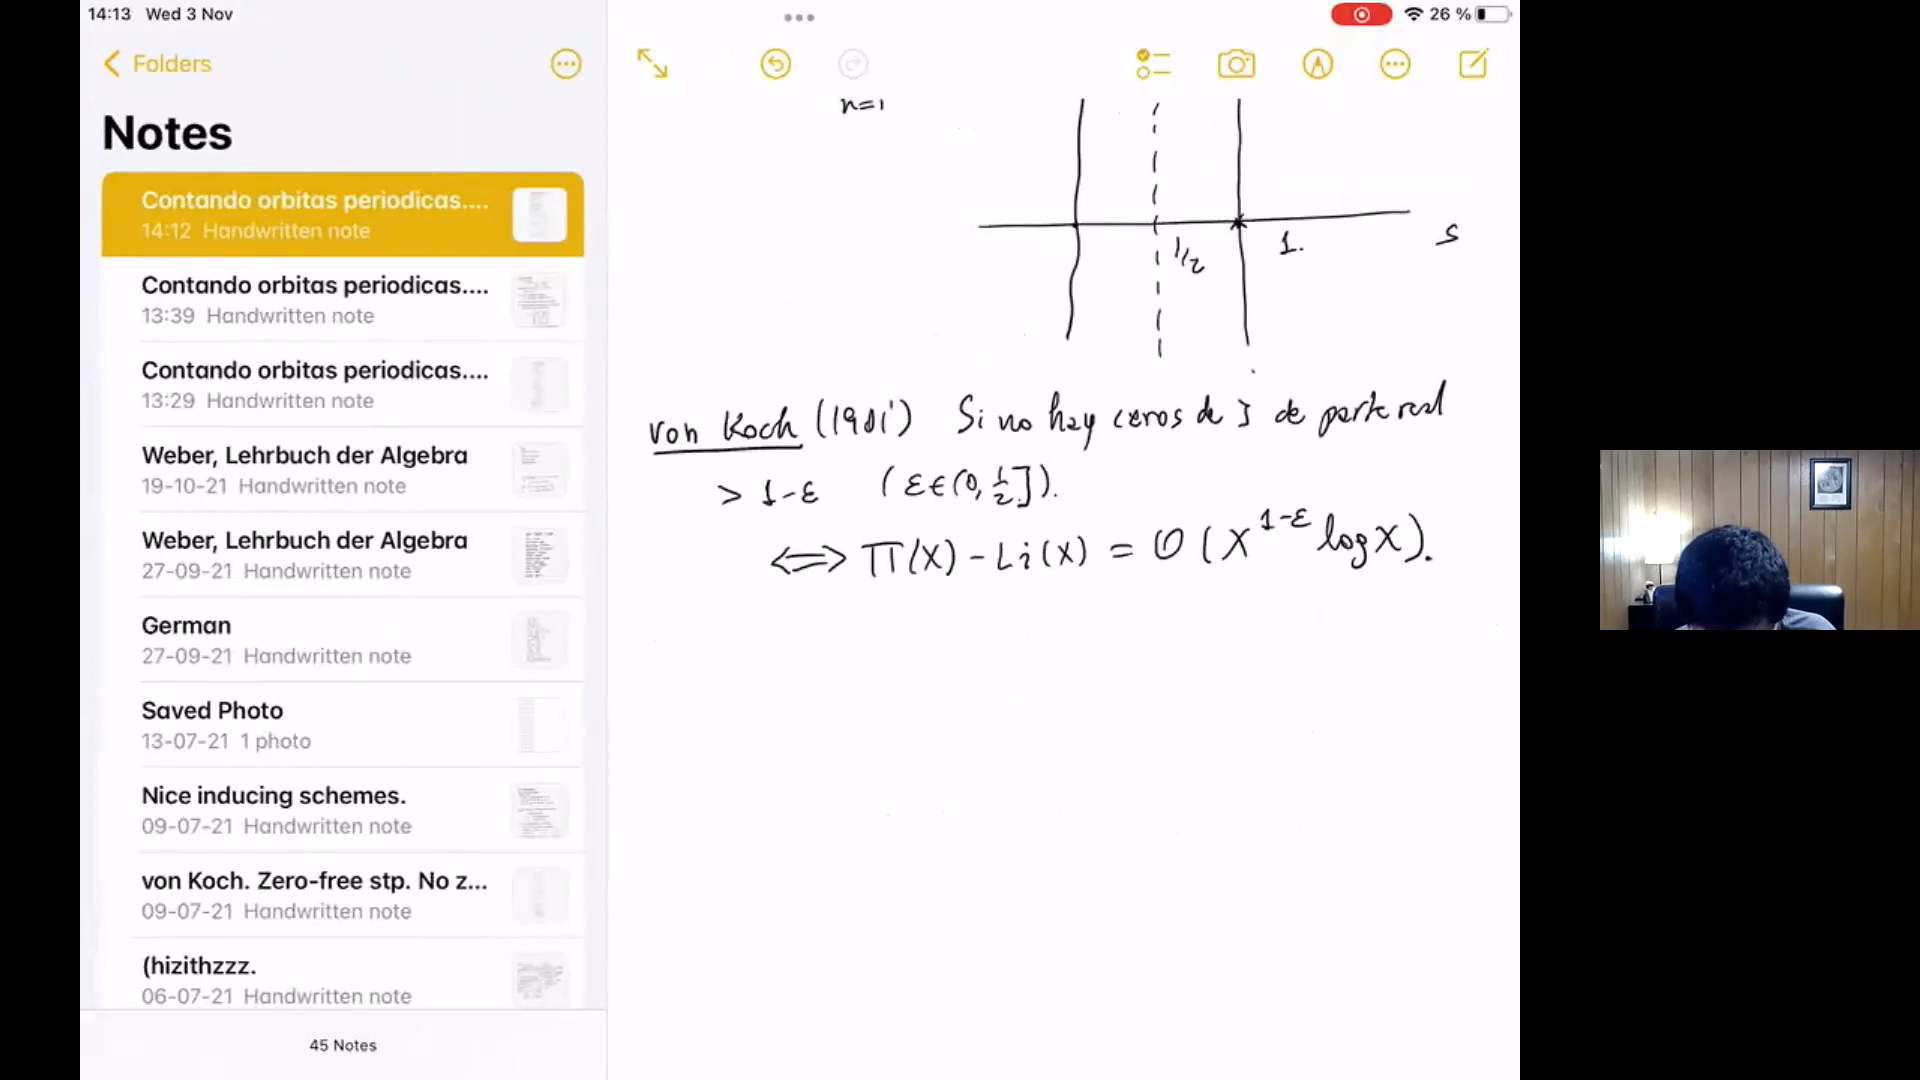 14:13 Wed 3 Nov
26 %
Folders
Notes
Contando orbitas periodicas....
14:12 Handwritten note
Contando orbitas periodicas....
13:39 Handwritten note
Contando orbitas periodicas....
13:29 Handwritten note
Weber, Lehrbuch der Algebra
19-10-21 Handwritten note
Weber, Lehrbuch der Algebra
27-09-21 Handwritten note
German
27-09-21 Handwritten note
Saved Photo
13-07-21 1 photo
Nice inducing schemes.
09-07-21 Handwritten note
von Koch. Zero-free stp. No z...
09-07-21 Handwritten note
(hizithzzz.
06-07-21 Handwritten note
45 Notes
n=1
1/2 1. s
von Koch (1901) Si no hay ceros de ζ de parte real
> 1-ε (ε∈(0,1/2]).
⟺ Π(X) - Li(X) = O(X^{1-ε} log X).